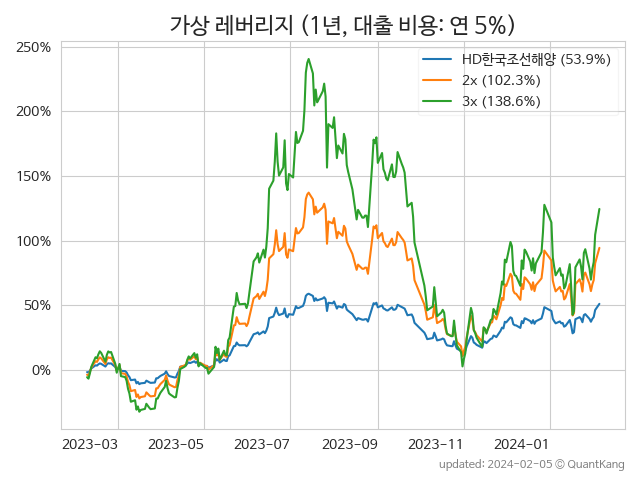 가상 레버리지 (1년, 대출 비용: 연 5%)
250%
200%
150%
100%
50%
0%
HD한국조선해양 (53.9%)
2x (102.3%)
3x (138.6%)
2023-03 2023-05 2023-07 2023-09 2023-11 2024-01
updated: 2024-02-05 © QuantKang